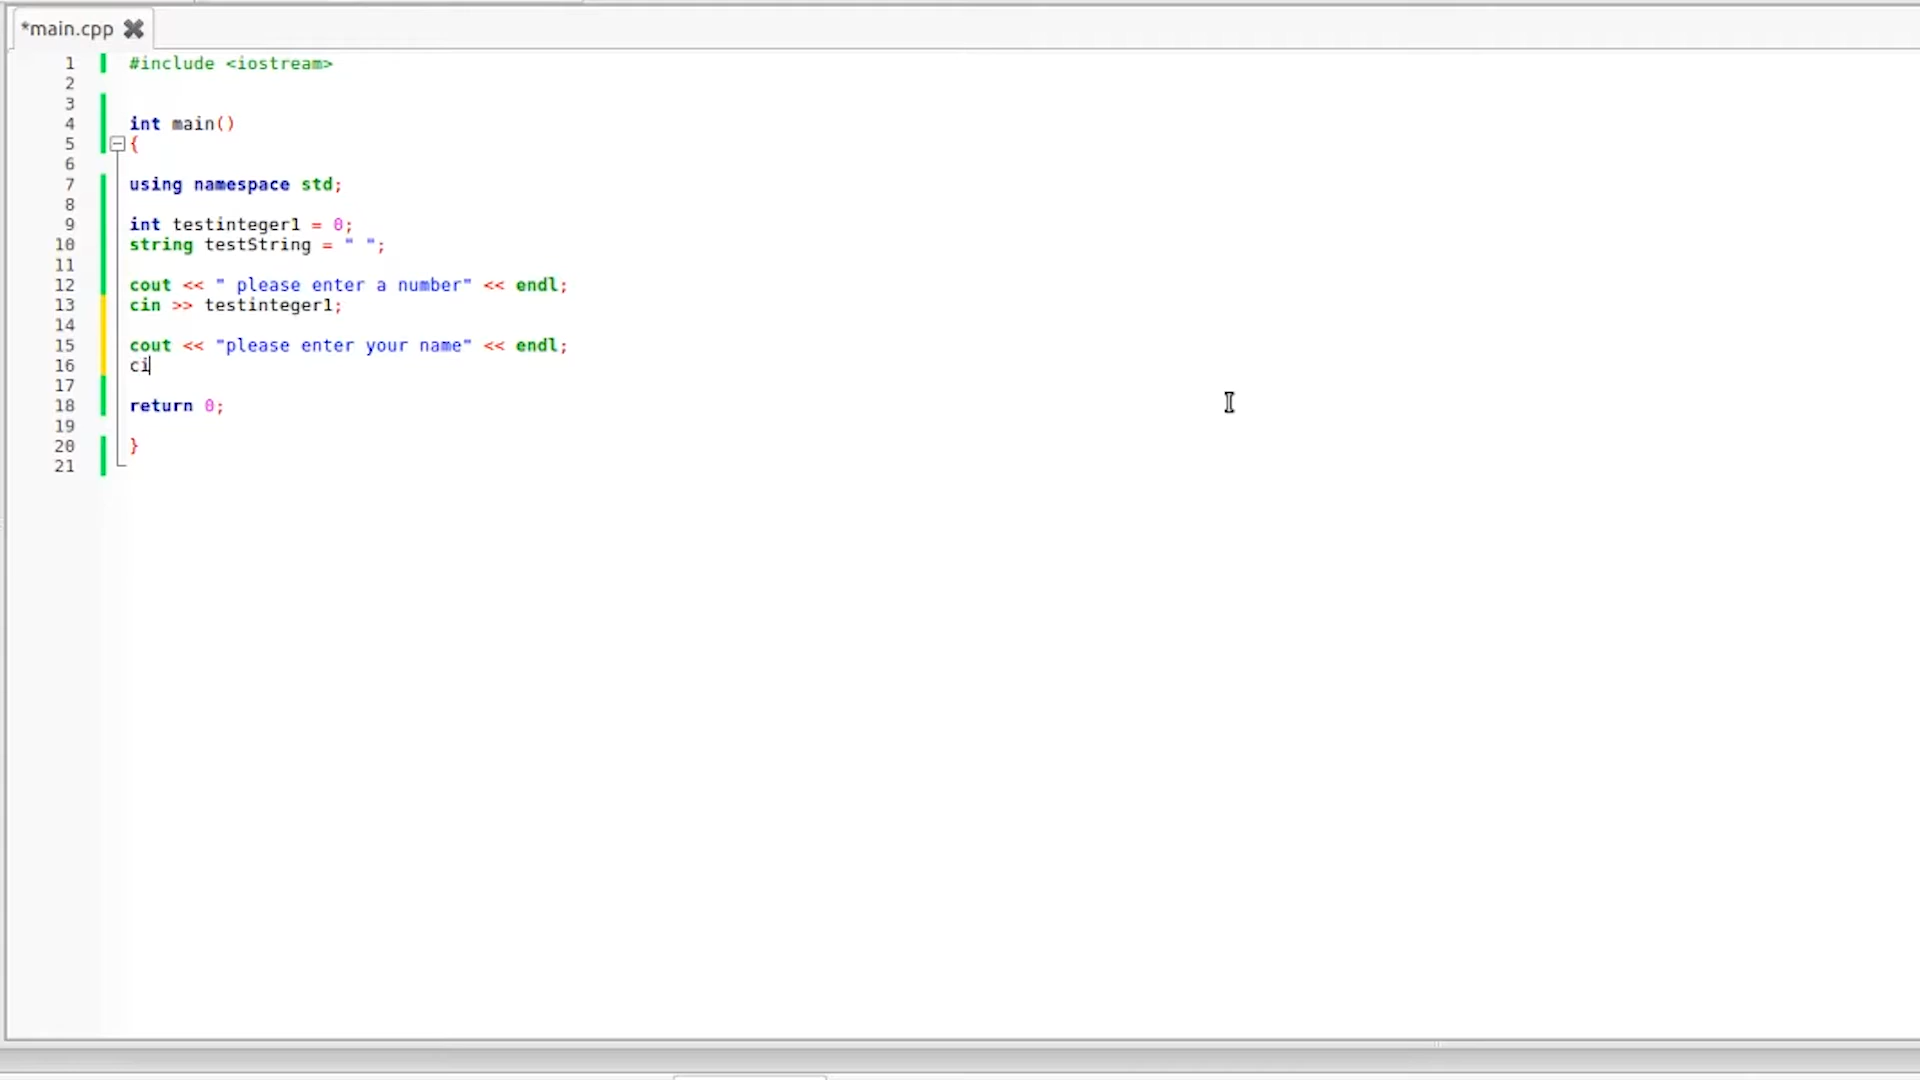 *main.cpp
1 #include <iostream>
2
3
4 int main()
5 {
6
7 using namespace std;
8
9 int testinteger1 = 0;
10 string testString = " ";
11
12 cout << " please enter a number" << endl;
13 cin >> testinteger1;
14
15 cout << "please enter your name" << endl;
16 ci
17
18 return 0;
19
20 }
21